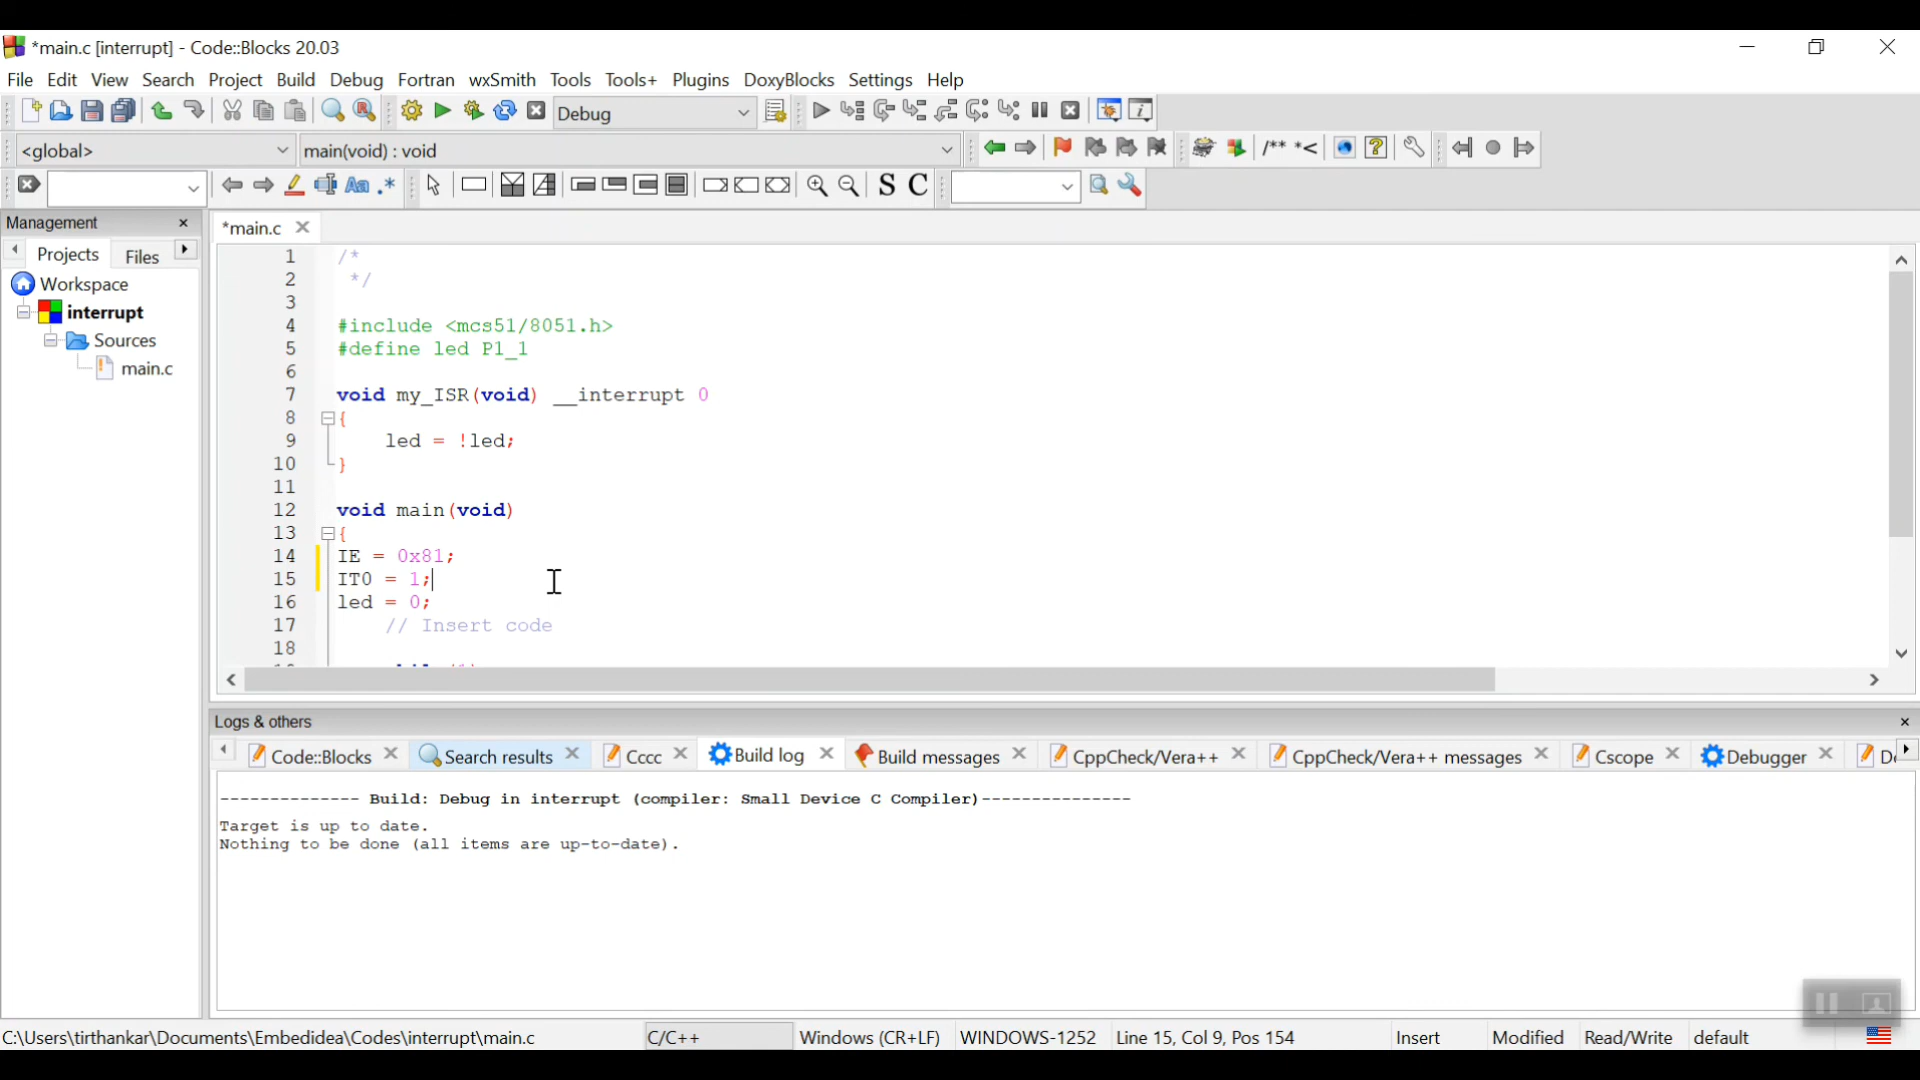 *main.c [interrupt] - Code::Blocks 20.03
File Edit View Search Project Build Debug Fortran wxSmith Tools Tools+ Plugins DoxyBlocks Settings Help
Debug
<global> main(void) : void
/** *<
Aa .* S C
Management
Projects Files
Workspace
interrupt
Sources
main.c
*main.c
1 /*
2 */
3
4 #include <mcs51/8051.h>
5 #define led P1_1
6
7 void my_ISR(void) __interrupt 0
8 {
9 led = !led;
10 }
11
12 void main(void)
13 {
14 IE = 0x81;
15 IT0 = 1;
16 led = 0;
17 // Insert code
18
Logs & others
Code::Blocks Search results Cccc Build log Build messages CppCheck/Vera++ CppCheck/Vera++ messages Cscope Debugger
-------------- Build: Debug in interrupt (compiler: Small Device C Compiler)---------------
Target is up to date.
Nothing to be done (all items are up-to-date).
C:\Users\tirthankar\Documents\Embedidea\Codes\interrupt\main.c C/C++ Windows (CR+LF) WINDOWS-1252 Line 15, Col 9, Pos 154 Insert Modified Read/Write default